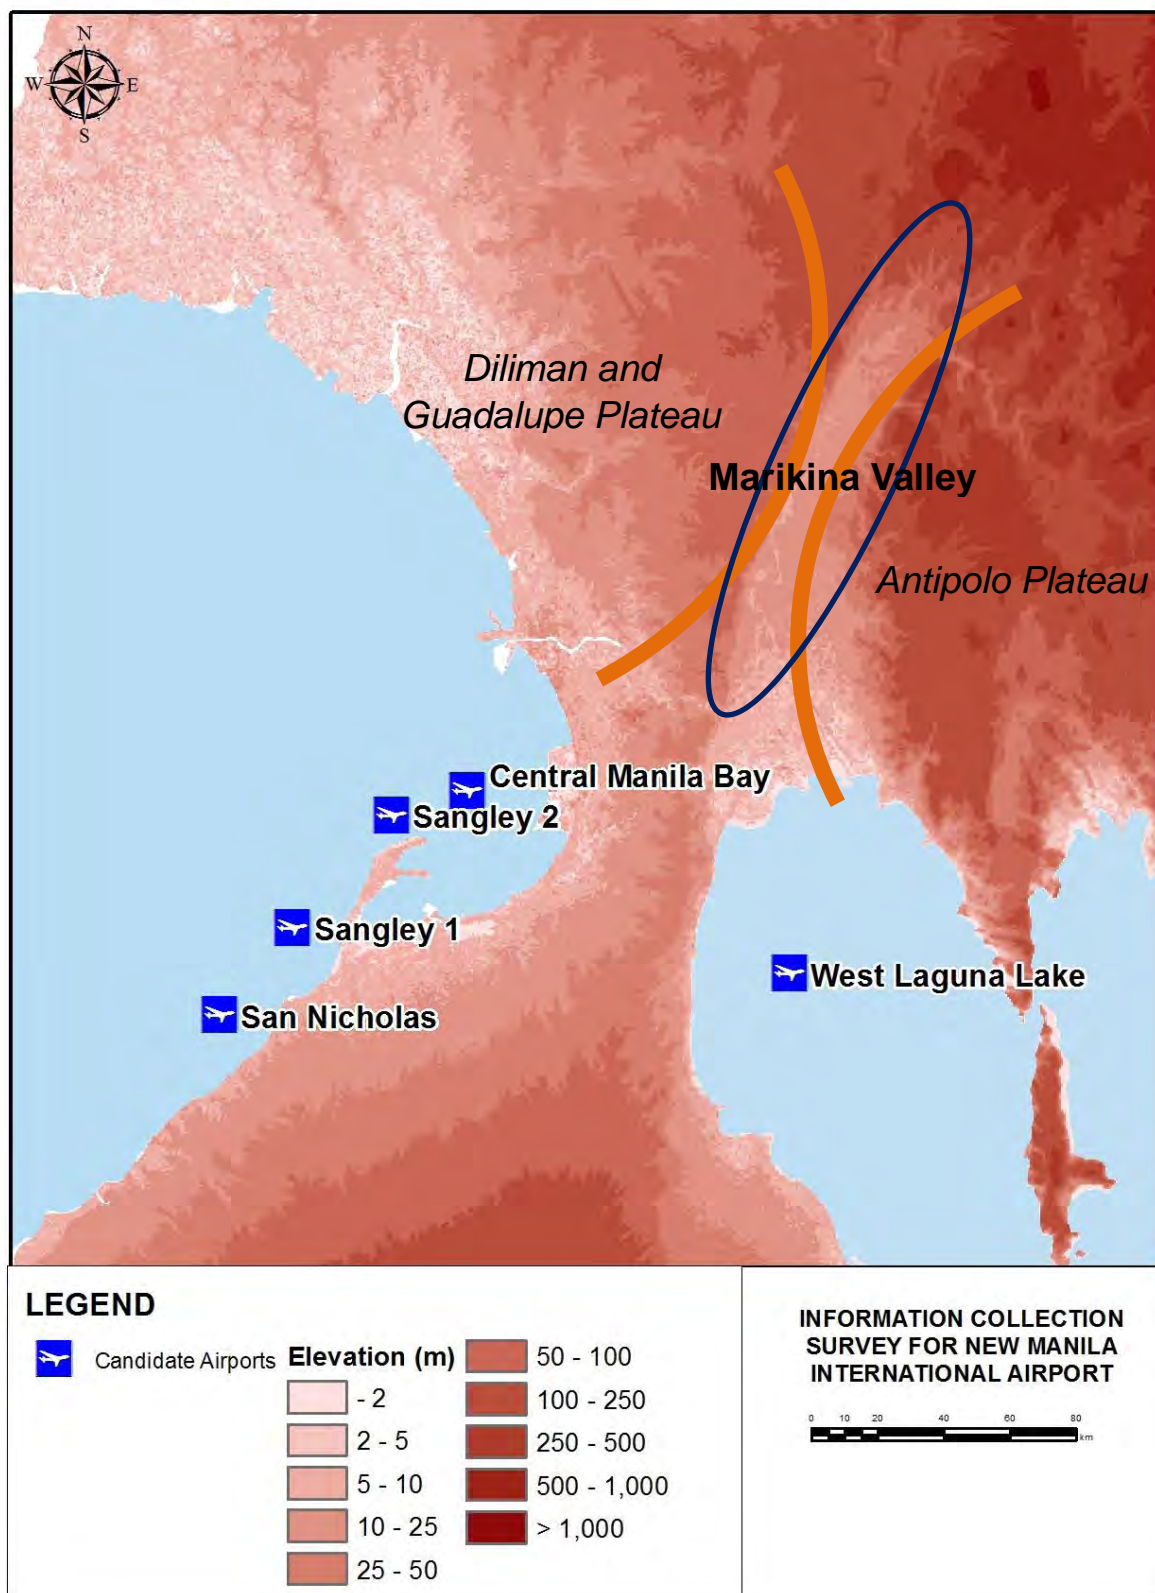 N
W
E
S
Diliman and
Guadalupe Plateau
Marikina Valley
Antipolo Plateau
Central Manila Bay
Sangley 2
Sangley 1
West Laguna Lake
San Nicholas
LEGEND
Candidate Airports
Elevation (m)
- 2
2 - 5
5 - 10
10 - 25
25 - 50
50 - 100
100 - 250
250 - 500
500 - 1,000
> 1,000
INFORMATION COLLECTION
SURVEY FOR NEW MANILA
INTERNATIONAL AIRPORT
0 10 20 40 60 80
km